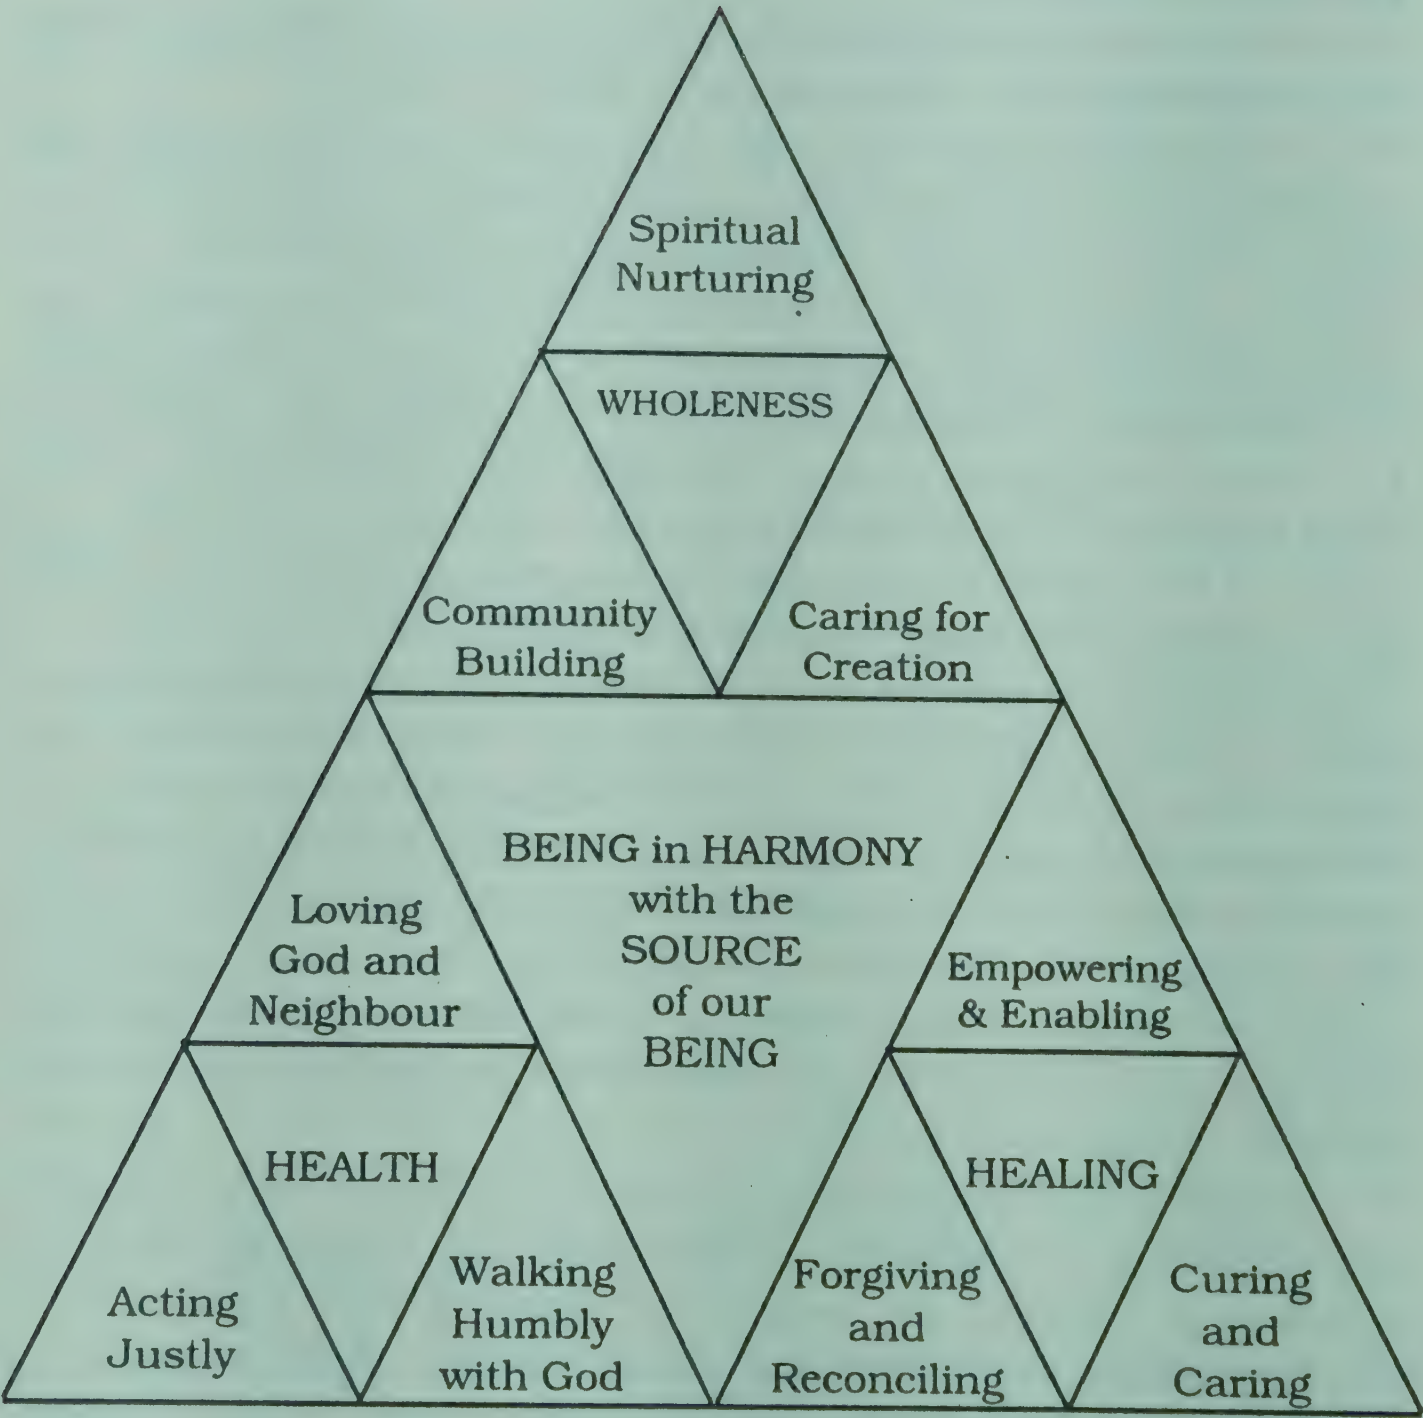 Spiritual
Nurturing
WHOLENESS
Community
Building
Caring for
Creation
BEING in HARMONY
with the
SOURCE
of our
BEING
Loving
God and
Neighbour
Empowering
& Enabling
HEALTH
HEALING
Acting
Justly
Walking
Humbly
with God
Forgiving
and
Reconciling
Curing
and
Caring